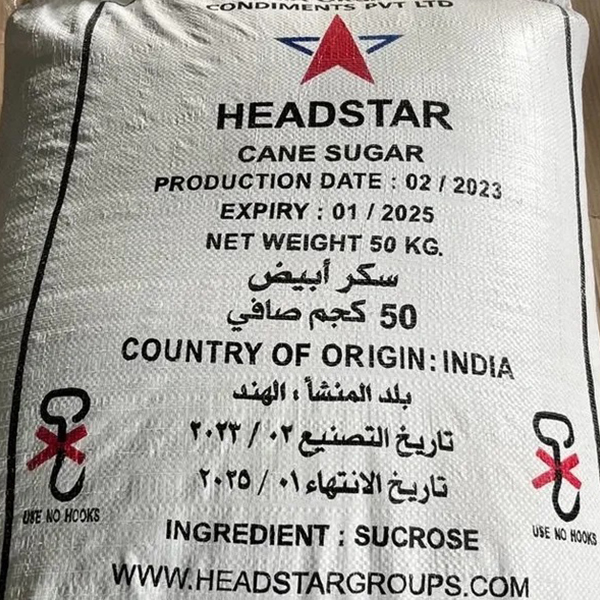 CONDIMENTS PVT LTD
HEADSTAR
CANE SUGAR
PRODUCTION DATE : 02 / 2023
EXPIRY : 01 / 2025
NET WEIGHT 50 KG.
سكر أبيض
50 كجم صافي
COUNTRY OF ORIGIN: INDIA
بلد المنشأ، الهند
تاريخ التصنيع ٠٢ / ٢٠٢٣
تاريخ الانتهاء ٠١ / ٢٠٢٥
USE NO HOOKS
USE NO HOOKS
INGREDIENT : SUCROSE
WWW.HEADSTARGROUPS.COM